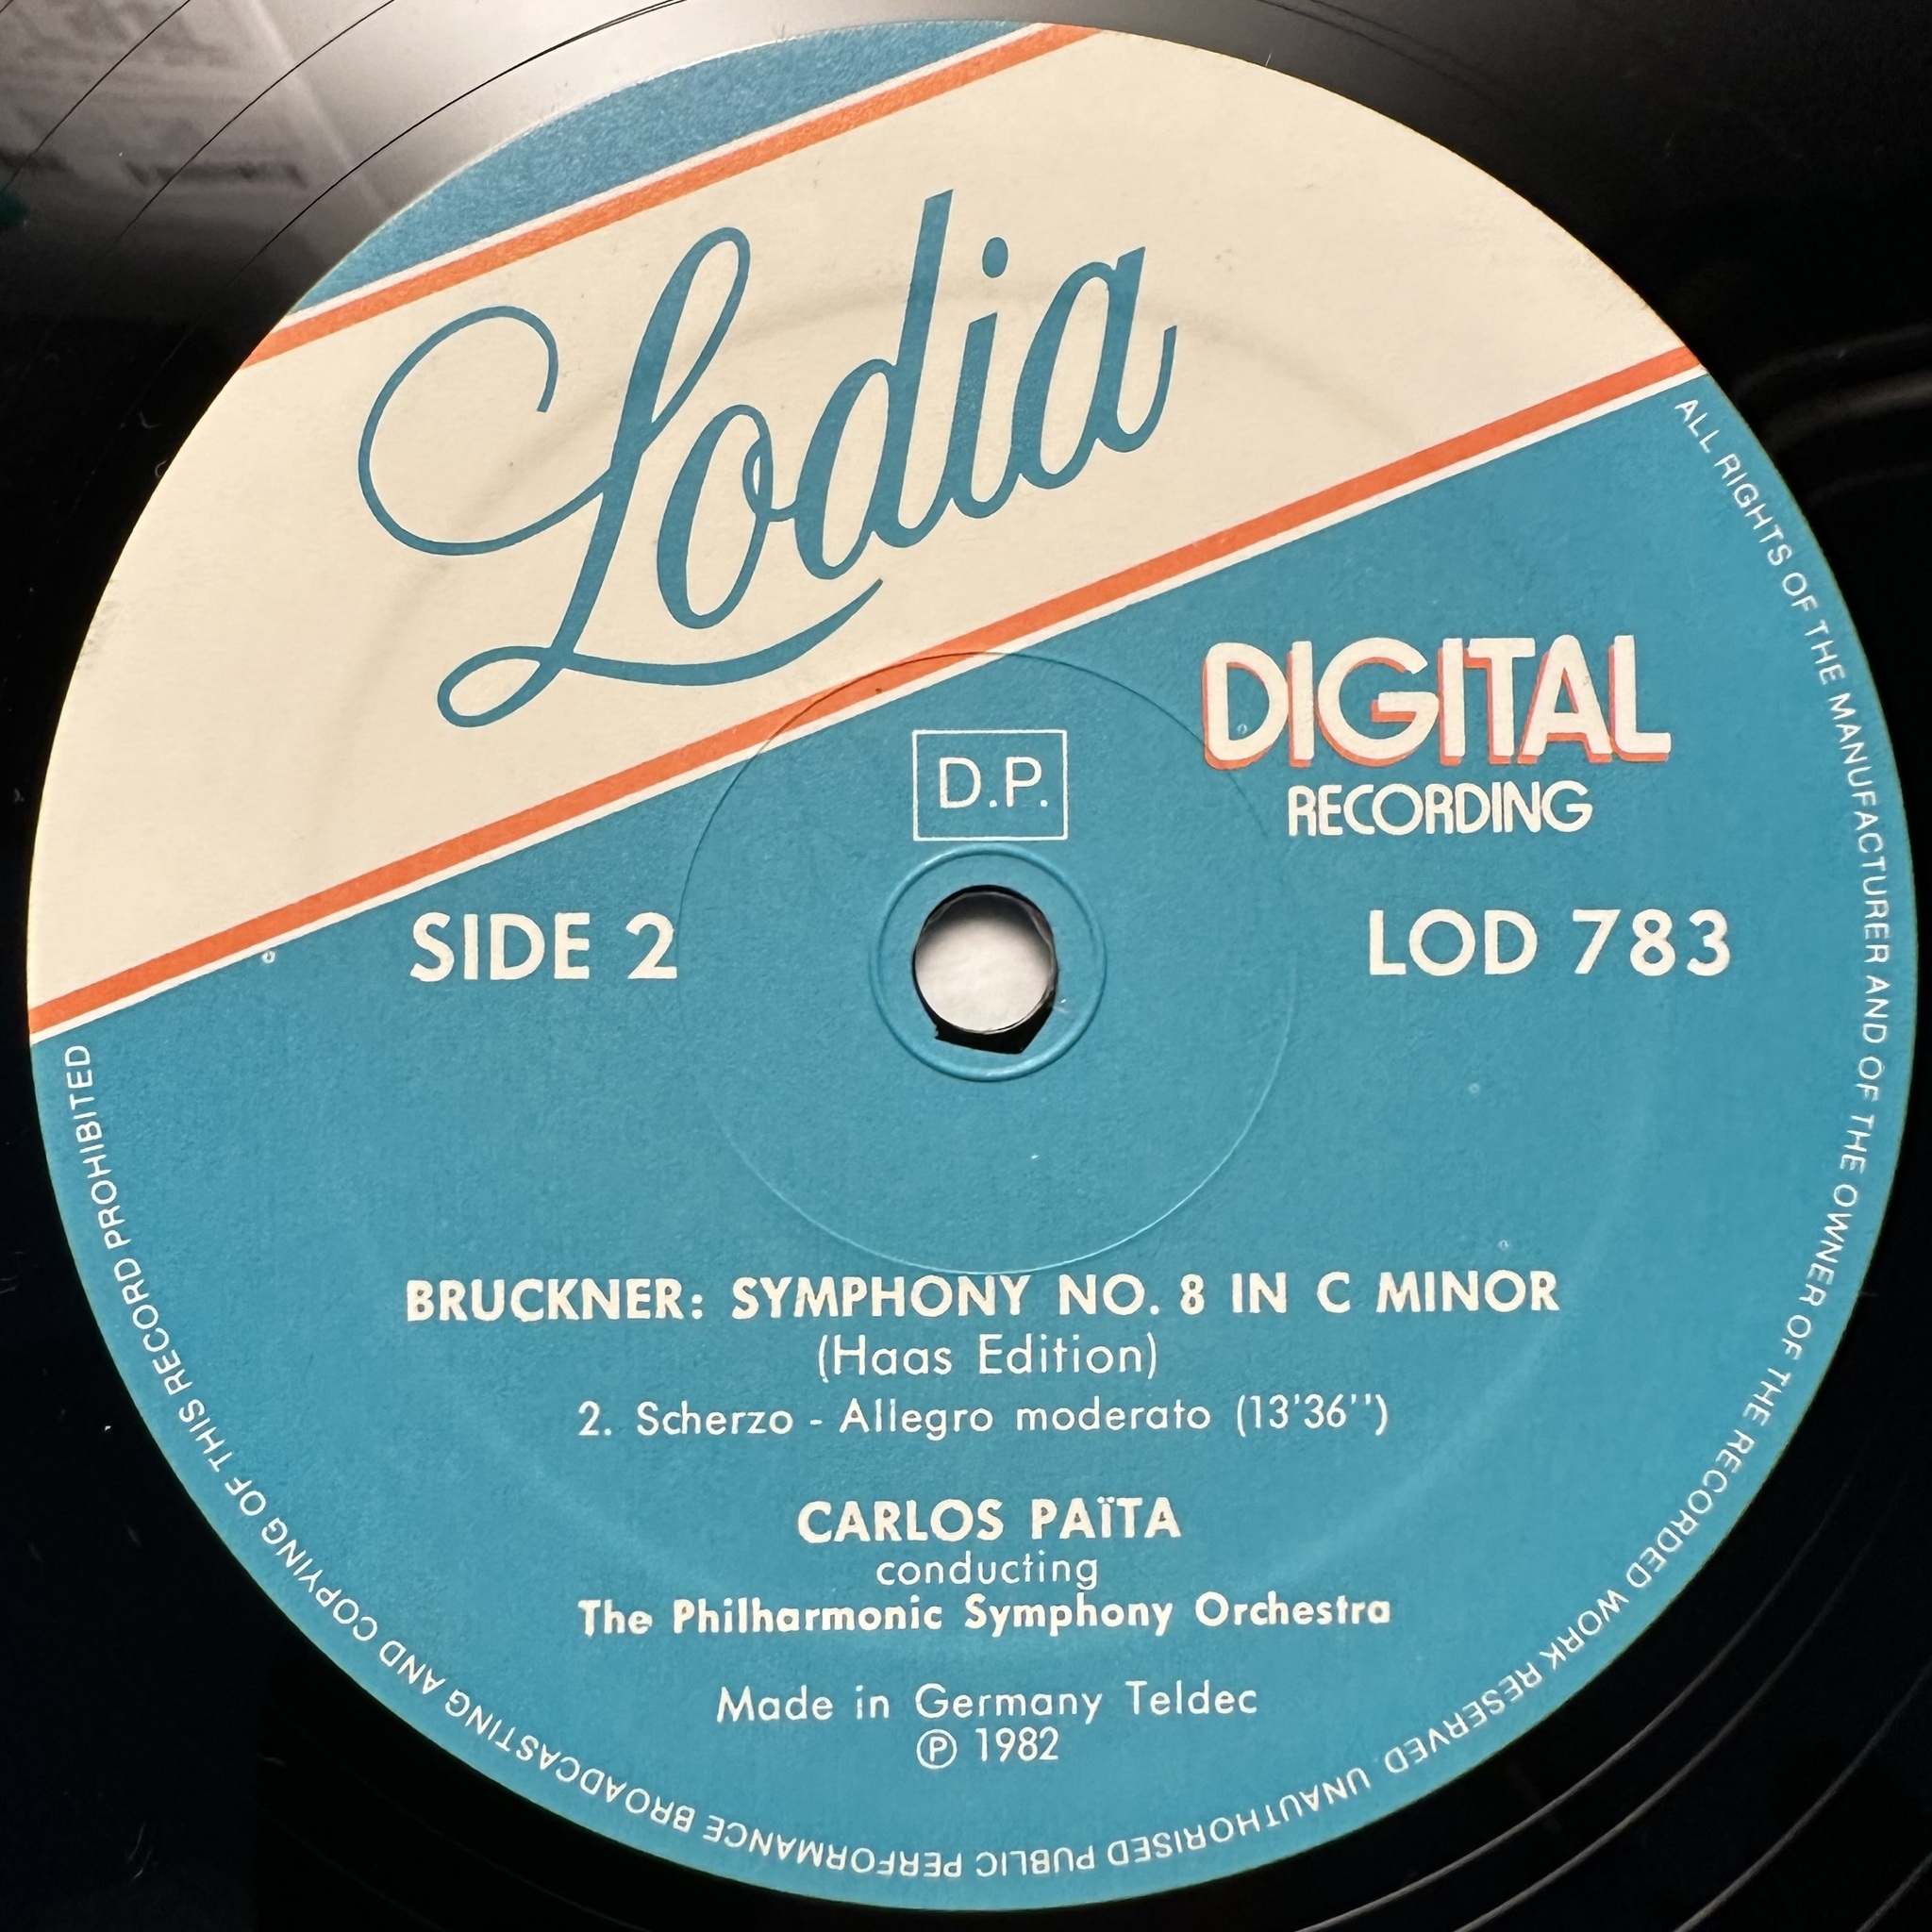 Lodia
DIGITAL
RECORDING
D.P.
SIDE 2
LOD 783
BRUCKNER: SYMPHONY NO. 8 IN C MINOR
(Haas Edition)
2. Scherzo - Allegro moderato (13'36'')
CARLOS PAÏTA
conducting
The Philharmonic Symphony Orchestra
Made in Germany Teldec
℗ 1982
ALL RIGHTS OF THE MANUFACTURER AND OF THE OWNER OF THE RECORDED WORK RESERVED. UNAUTHORISED PUBLIC PERFORMANCE BROADCASTING AND COPYING OF THIS RECORD PROHIBITED